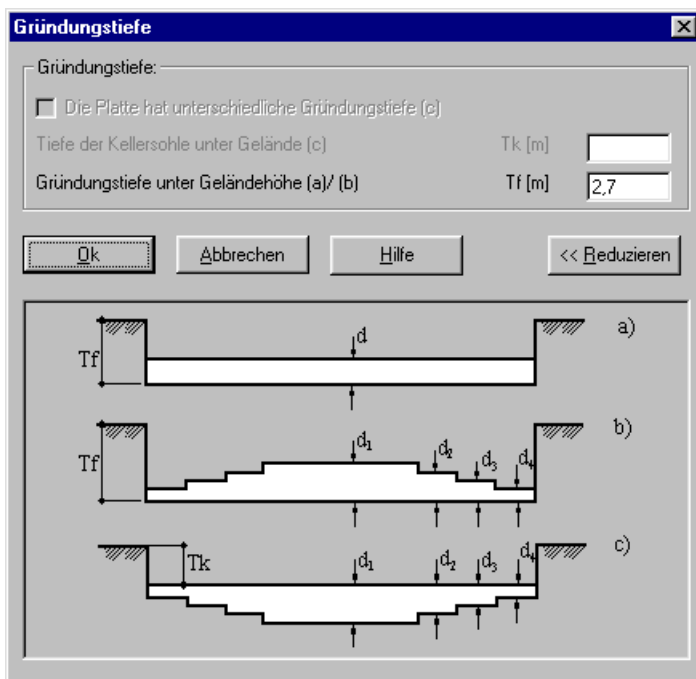 Gründungstiefe
Gründungstiefe:
Die Platte hat unterschiedliche Gründungstiefe (c)
Tiefe der Kellersohle unter Gelände (c) Tk [m]
Gründungstiefe unter Geländehöhe (a)/ (b) Tf [m] 2,7
Ok Abbrechen Hilfe << Reduzieren
Tf d a)
Tf d₁ d₂ d₃ d₄ b)
Tk d₁ d₂ d₃ d₄ c)